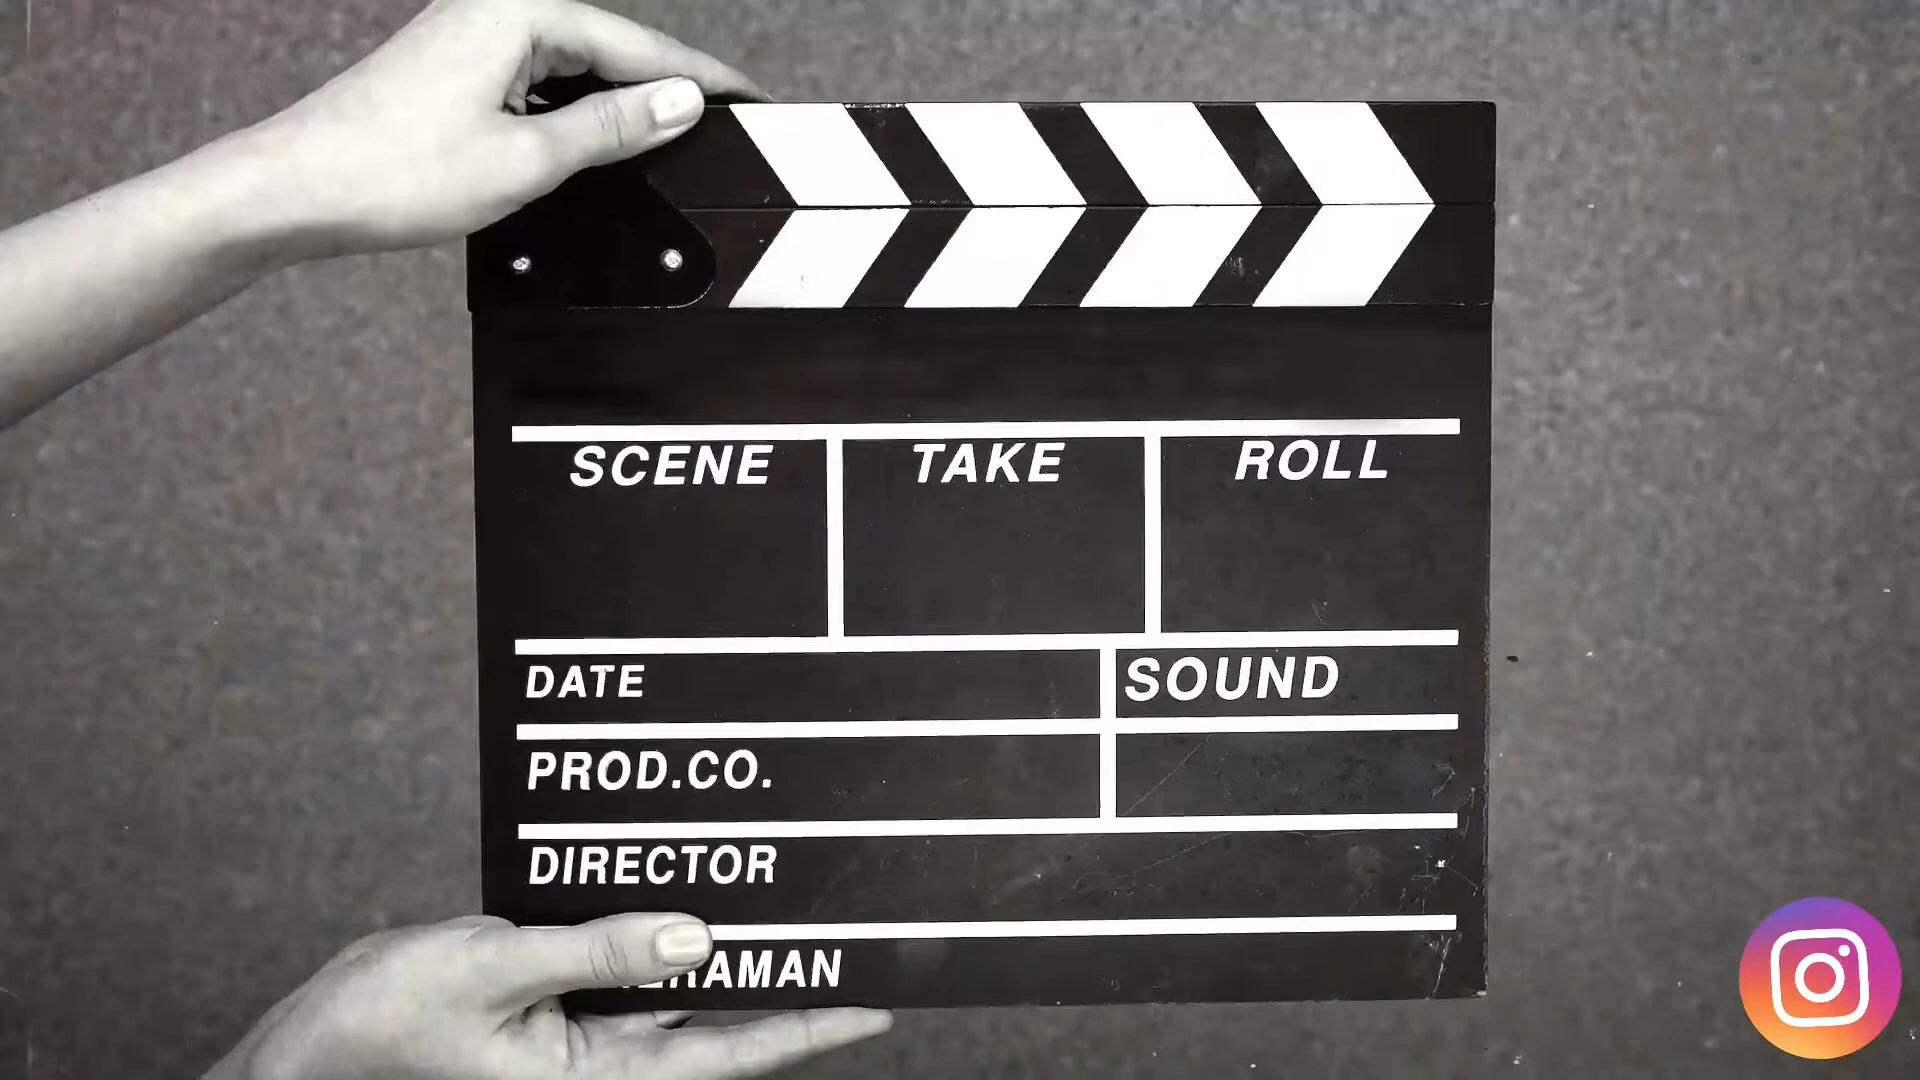 SCENE TAKE ROLL
DATE SOUND
PROD.CO.
DIRECTOR